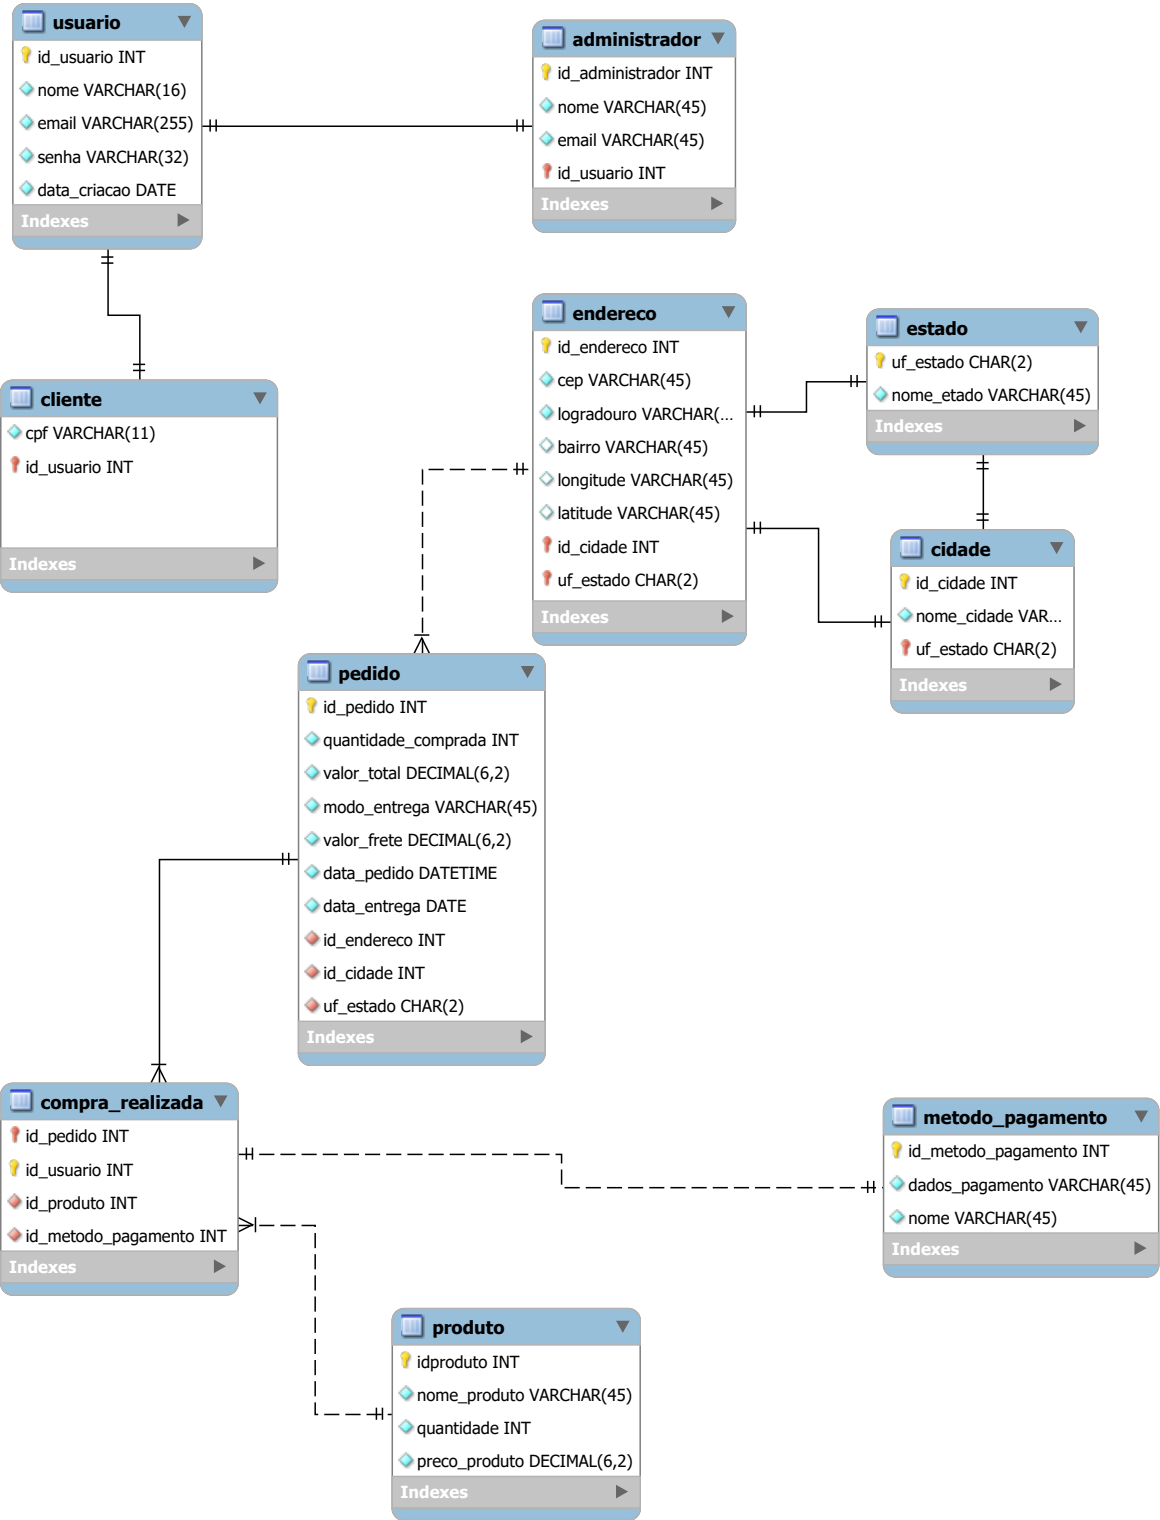 usuario
id_usuario INT
nome VARCHAR(16)
email VARCHAR(255)
senha VARCHAR(32)
data_criacao DATE
Indexes
administrador
id_administrador INT
nome VARCHAR(45)
email VARCHAR(45)
id_usuario INT
Indexes
cliente
cpf VARCHAR(11)
id_usuario INT
Indexes
endereco
id_endereco INT
cep VARCHAR(45)
logradouro VARCHAR(...
bairro VARCHAR(45)
longitude VARCHAR(45)
latitude VARCHAR(45)
id_cidade INT
uf_estado CHAR(2)
Indexes
estado
uf_estado CHAR(2)
nome_etado VARCHAR(45)
Indexes
cidade
id_cidade INT
nome_cidade VAR...
uf_estado CHAR(2)
Indexes
pedido
id_pedido INT
quantidade_comprada INT
valor_total DECIMAL(6,2)
modo_entrega VARCHAR(45)
valor_frete DECIMAL(6,2)
data_pedido DATETIME
data_entrega DATE
id_endereco INT
id_cidade INT
uf_estado CHAR(2)
Indexes
compra_realizada
id_pedido INT
id_usuario INT
id_produto INT
id_metodo_pagamento INT
Indexes
metodo_pagamento
id_metodo_pagamento INT
dados_pagamento VARCHAR(45)
nome VARCHAR(45)
Indexes
produto
idproduto INT
nome_produto VARCHAR(45)
quantidade INT
preco_produto DECIMAL(6,2)
Indexes